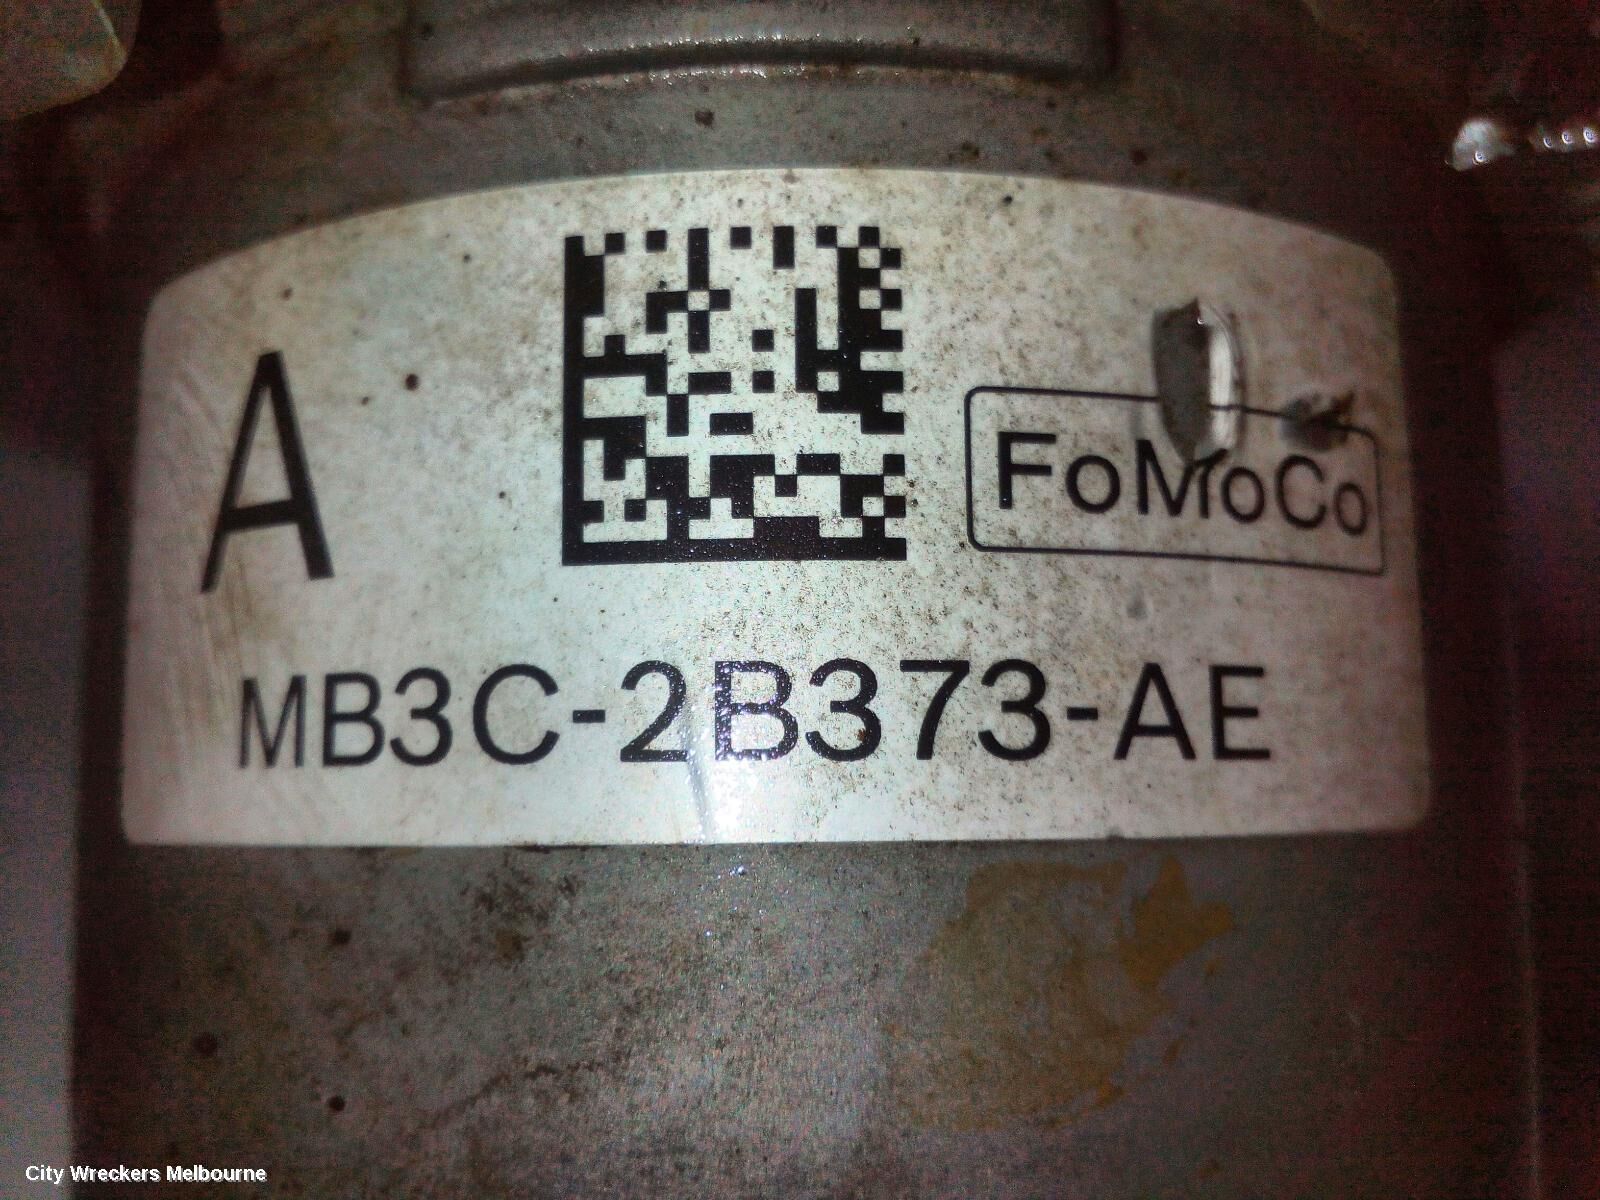 A
FoMoCo
MB3C-2B373-AE
City Wreckers Melbourne